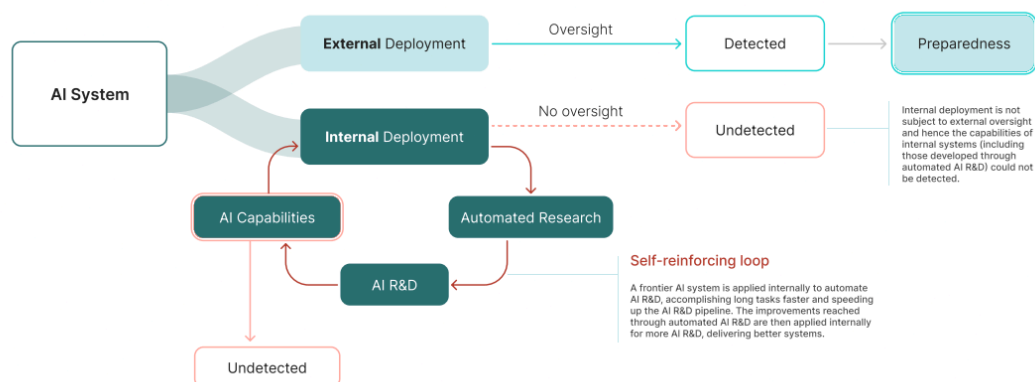 External Deployment
Oversight
Detected
Preparedness
AI System
Internal Deployment
No oversight
Undetected
Internal deployment is not
subject to external oversight
and hence the capabilities of
internal systems (including
those developed through
automated AI R&D) could not
be detected.
AI Capabilities
Automated Research
AI R&D
Self-reinforcing loop
A frontier AI system is applied internally to automate
AI R&D, accomplishing long tasks faster and speeding
up the AI R&D pipeline. The improvements reached
through automated AI R&D are then applied internally
for more AI R&D, delivering better systems.
Undetected